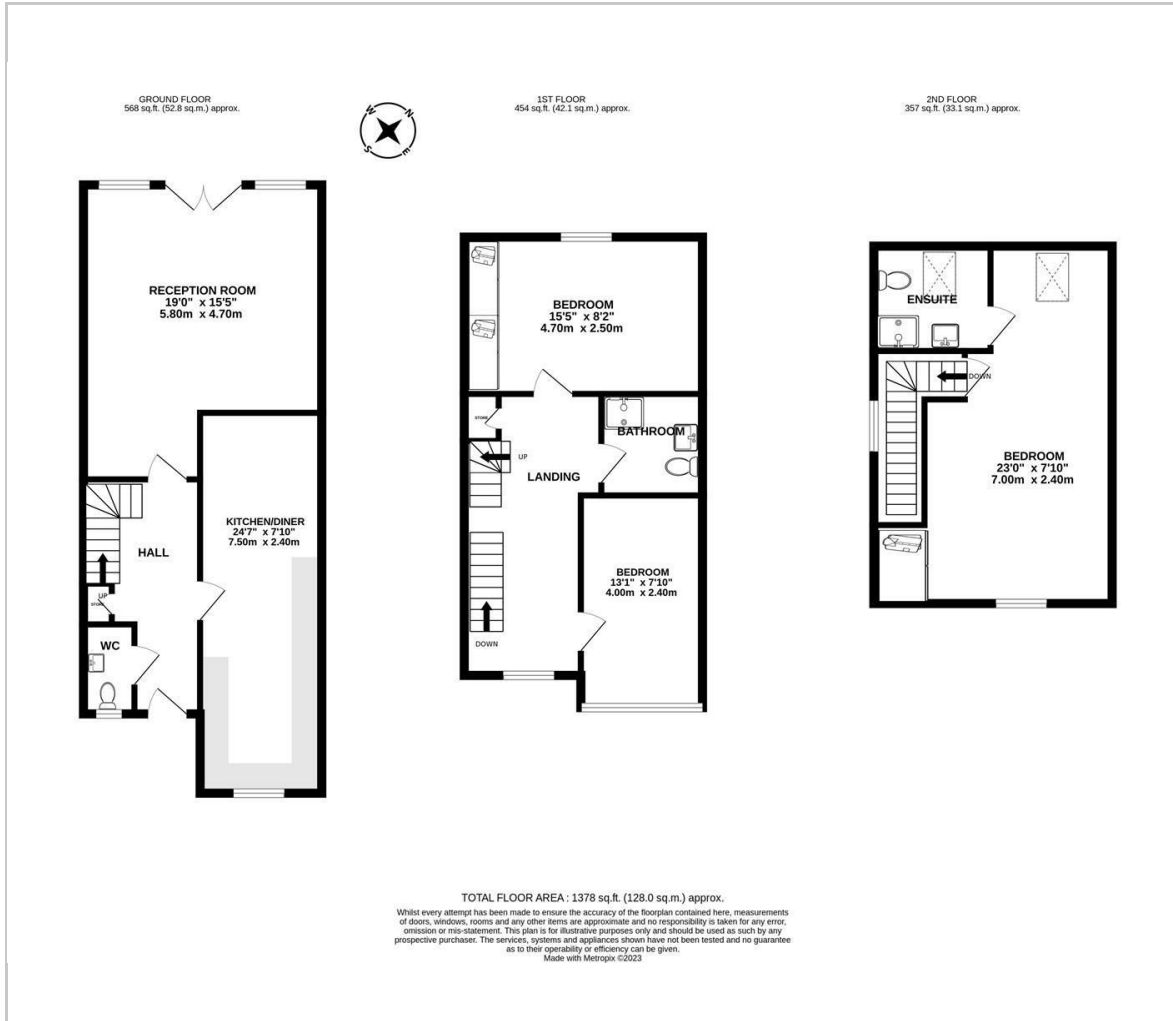 GROUND FLOOR
568 sq.ft. (52.8 sq.m.) approx.
1ST FLOOR
454 sq.ft. (42.1 sq.m.) approx.
2ND FLOOR
357 sq.ft. (33.1 sq.m.) approx.
N
E
S
W
RECEPTION ROOM
19'0" x 15'5"
5.80m x 4.70m
KITCHEN/DINER
24'7" x 7'10"
7.50m x 2.40m
HALL
UP
STORE
WC
BEDROOM
15'5" x 8'2"
4.70m x 2.50m
STORE
BATHROOM
UP
LANDING
BEDROOM
13'1" x 7'10"
4.00m x 2.40m
DOWN
ENSUITE
DOWN
BEDROOM
23'0" x 7'10"
7.00m x 2.40m
TOTAL FLOOR AREA : 1378 sq.ft. (128.0 sq.m.) approx.
Whilst every attempt has been made to ensure the accuracy of the floorplan contained here, measurements
of doors, windows, rooms and any other items are approximate and no responsibility is taken for any error,
omission or mis-statement. This plan is for illustrative purposes only and should be used as such by any
prospective purchaser. The services, systems and appliances shown have not been tested and no guarantee
as to their operability or efficiency can be given.
Made with Metropix ©2023